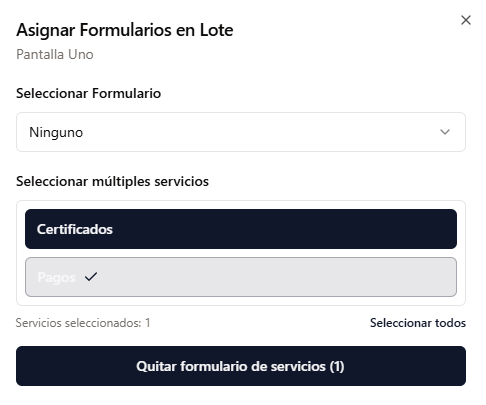 Asignar Formularios en Lote
Pantalla Uno
Seleccionar Formulario
Ninguno
Seleccionar múltiples servicios
Certificados
Pagos
Servicios seleccionados: 1
Seleccionar todos
Quitar formulario de servicios (1)